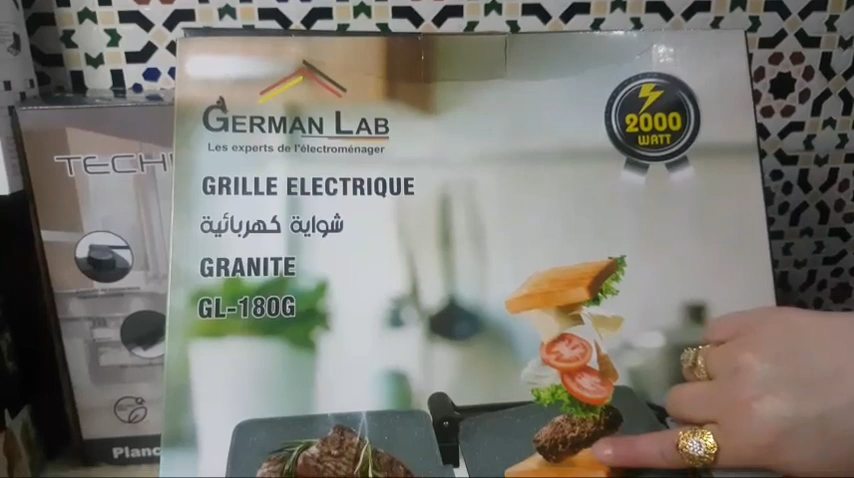 GERMAN LAB
Les experts de l'électroménager
GRILLE ELECTRIQUE
شواية كهربائية
GRANITE
GL-180G
2000
WATT
TECH
Planc